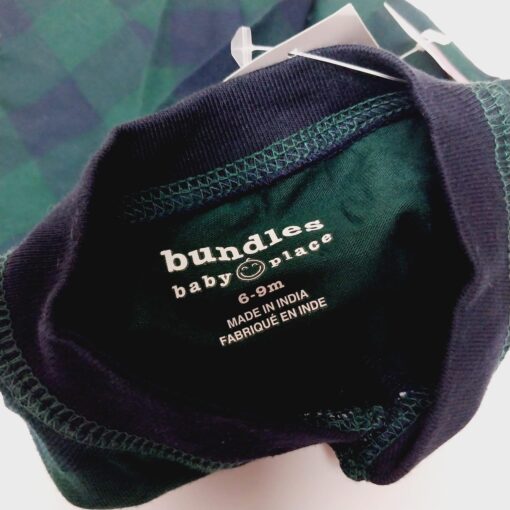 bundles
baby place
6-9m
MADE IN INDIA
FABRIQUÉ EN INDE